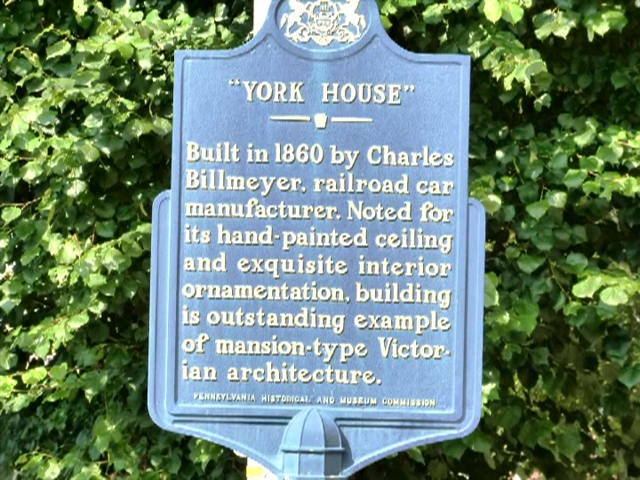 "YORK HOUSE"
Built in 1860 by Charles
Billmeyer, railroad car
manufacturer. Noted for
its hand-painted ceiling
and exquisite interior
ornamentation, building
is outstanding example
of mansion-type Victor-
ian architecture.
PENNSYLVANIA HISTORICAL AND MUSEUM COMMISSION